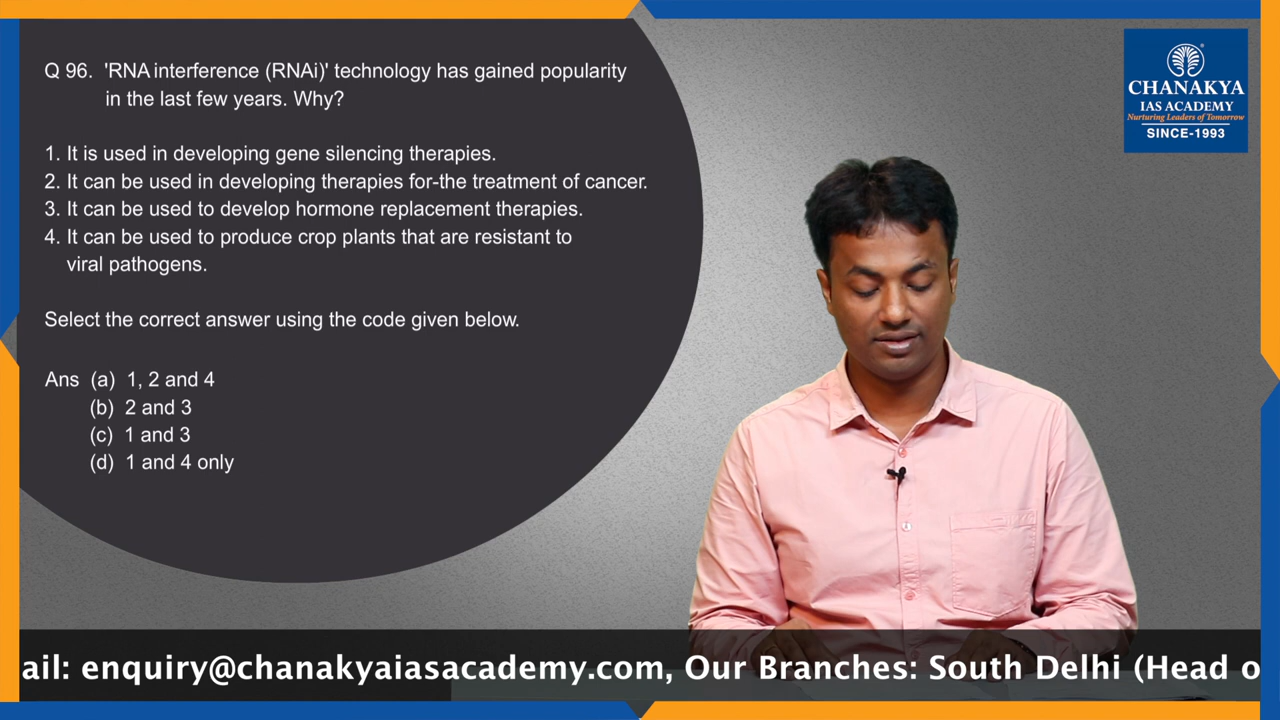 Q 96. 'RNA interference (RNAi)' technology has gained popularity
in the last few years. Why?
1. It is used in developing gene silencing therapies.
2. It can be used in developing therapies for-the treatment of cancer.
3. It can be used to develop hormone replacement therapies.
4. It can be used to produce crop plants that are resistant to
viral pathogens.
Select the correct answer using the code given below.
Ans (a) 1, 2 and 4
(b) 2 and 3
(c) 1 and 3
(d) 1 and 4 only
CHANAKYA
IAS ACADEMY
Nurturing Leaders of Tomorrow
SINCE-1993
ail: enquiry@chanakyaiasacademy.com, Our Branches: South Delhi (Head o